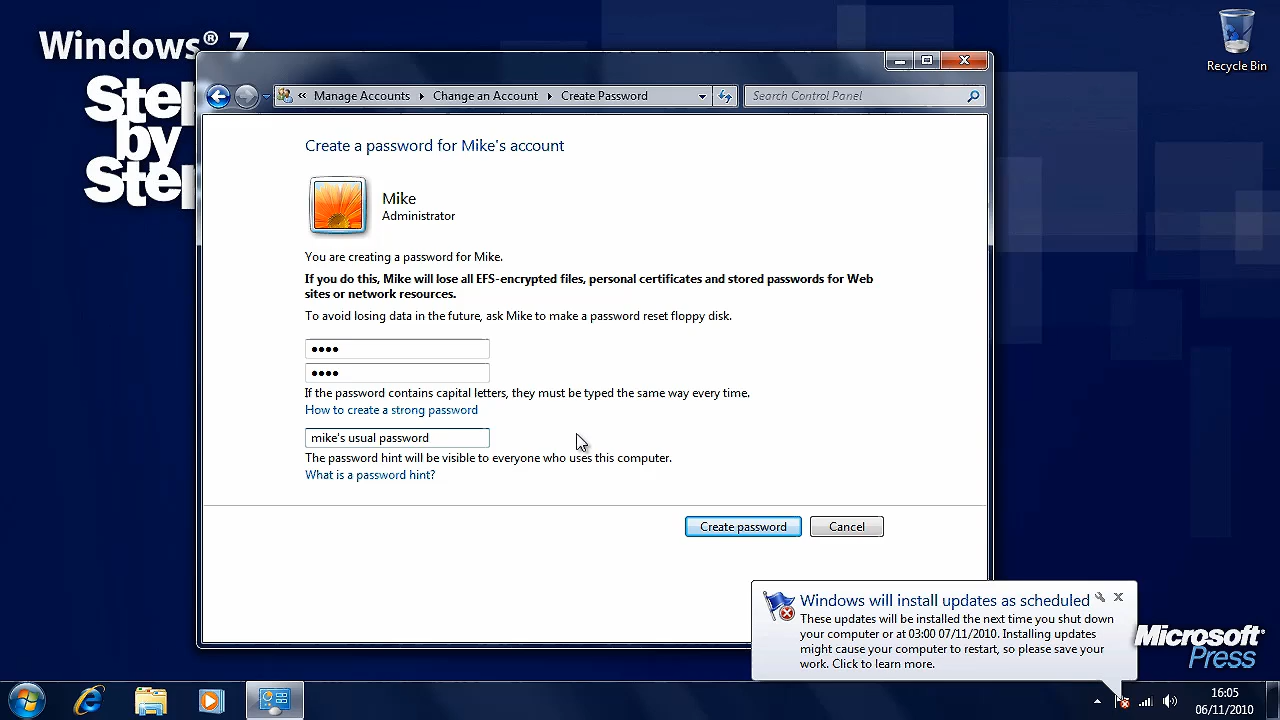 Windows® 7
Step
by
Step
Recycle Bin
« Manage Accounts Change an Account Create Password
Search Control Panel
Create a password for Mike's account
Mike
Administrator
You are creating a password for Mike.
If you do this, Mike will lose all EFS-encrypted files, personal certificates and stored passwords for Web
sites or network resources.
To avoid losing data in the future, ask Mike to make a password reset floppy disk.
••••
••••
If the password contains capital letters, they must be typed the same way every time.
How to create a strong password
mike's usual password
The password hint will be visible to everyone who uses this computer.
What is a password hint?
Create password Cancel
Windows will install updates as scheduled
These updates will be installed the next time you shut down
your computer or at 03:00 07/11/2010. Installing updates
might cause your computer to restart, so please save your
work. Click to learn more.
Microsoft®
Press
16:05
06/11/2010